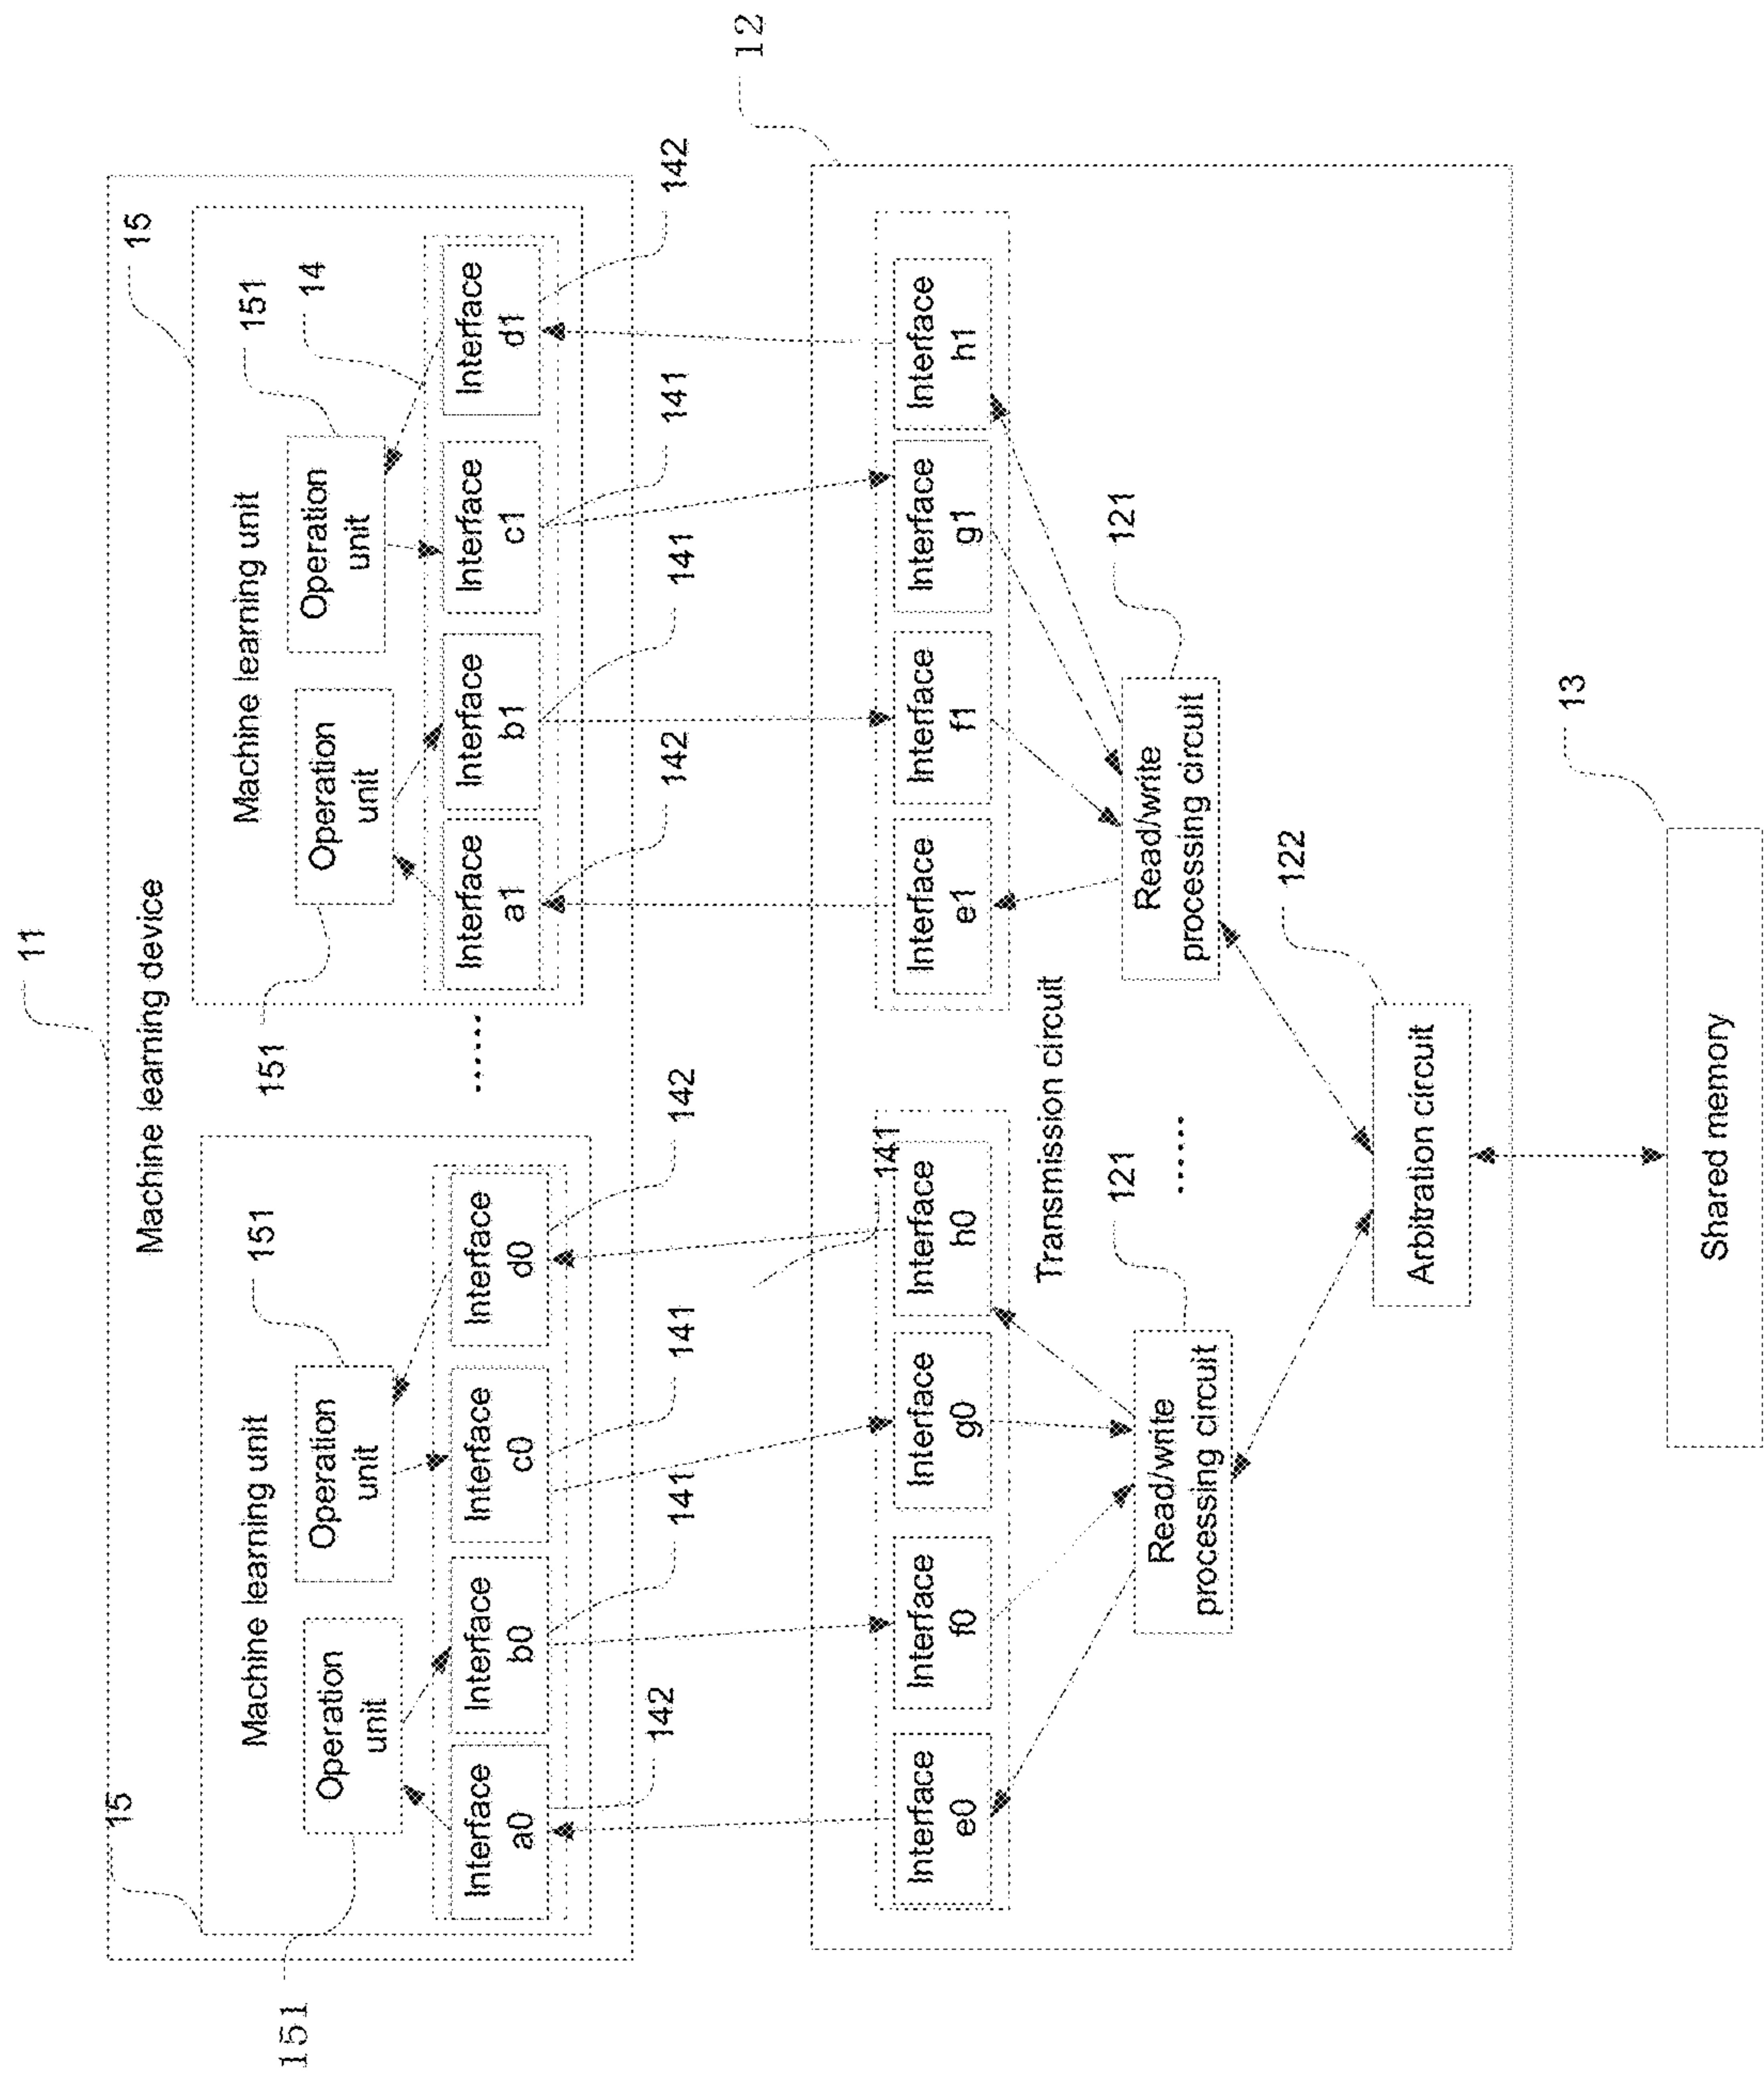 11
Machine learning device
15
15
Machine learning unit
Machine learning unit
151
Operation
unit
Operation
unit
151
151
Operation
unit
Operation
unit
151
14
Interface
a0
Interface
b0
Interface
c0
Interface
d0
......
Interface
a1
Interface
b1
Interface
c1
Interface
d1
142
141
141
142
142
141
141
142
12
141
Interface
e0
Interface
f0
Interface
g0
Interface
h0
Interface
e1
Interface
f1
Interface
g1
Interface
h1
Transmission circuit
121
121
Read/write
processing circuit
......
Read/write
processing circuit
122
Arbitration circuit
13
Shared memory